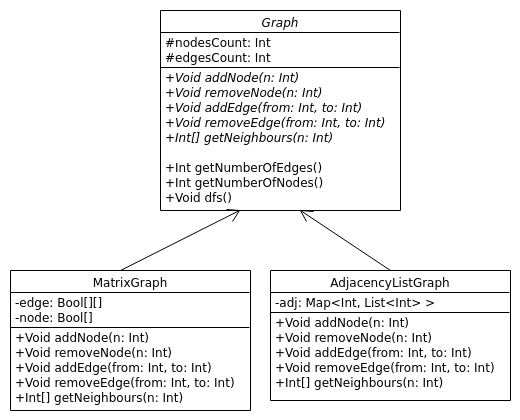 Graph
#nodesCount: Int
#edgesCount: Int
+Void addNode(n: Int)
+Void removeNode(n: Int)
+Void addEdge(from: Int, to: Int)
+Void removeEdge(from: Int, to: Int)
+Int[] getNeighbours(n: Int)
+Int getNumberOfEdges()
+Int getNumberOfNodes()
+Void dfs()
MatrixGraph
-edge: Bool[][]
-node: Bool[]
+Void addNode(n: Int)
+Void removeNode(n: Int)
+Void addEdge(from: Int, to: Int)
+Void removeEdge(from: Int, to: Int)
+Int[] getNeighbours(n: Int)
AdjacencyListGraph
-adj: Map<Int, List<Int> >
+Void addNode(n: Int)
+Void removeNode(n: Int)
+Void addEdge(from: Int, to: Int)
+Void removeEdge(from: Int, to: Int)
+Int[] getNeighbours(n: Int)